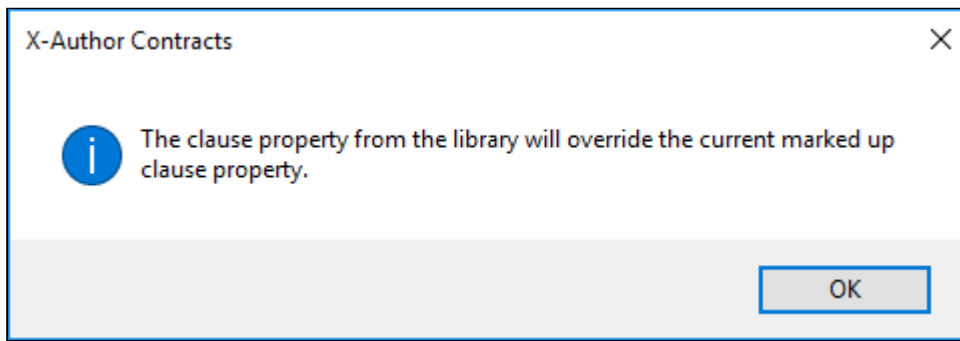 X-Author Contracts
The clause property from the library will override the current marked up
clause property.
OK